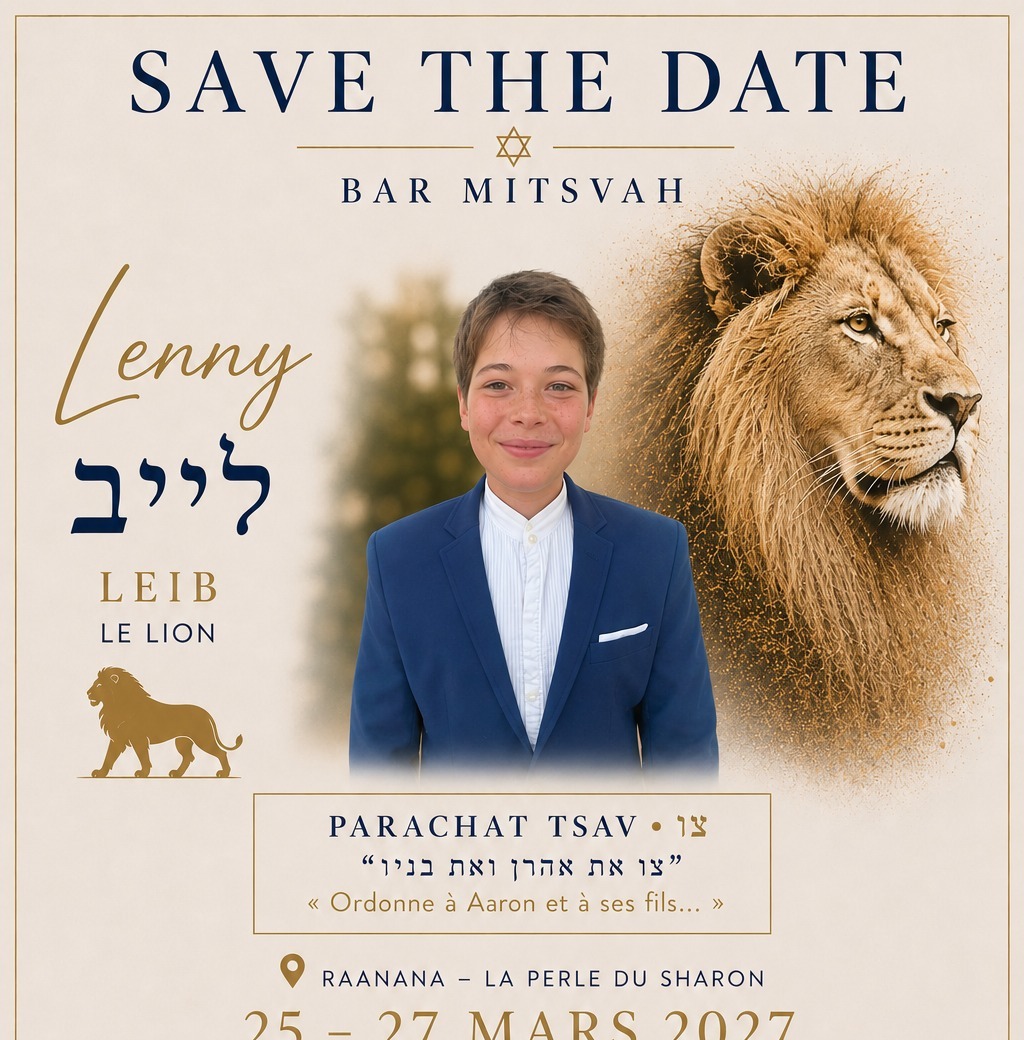 SAVE THE DATE
BAR MITSVAH
Lenny
לייב
LEIB
LE LION
PARACHAT TSAV • צו
“צו את אהרן ואת בניו”
« Ordonne à Aaron et à ses fils... »
RAANANA – LA PERLE DU SHARON
25 – 27 MARS 2027